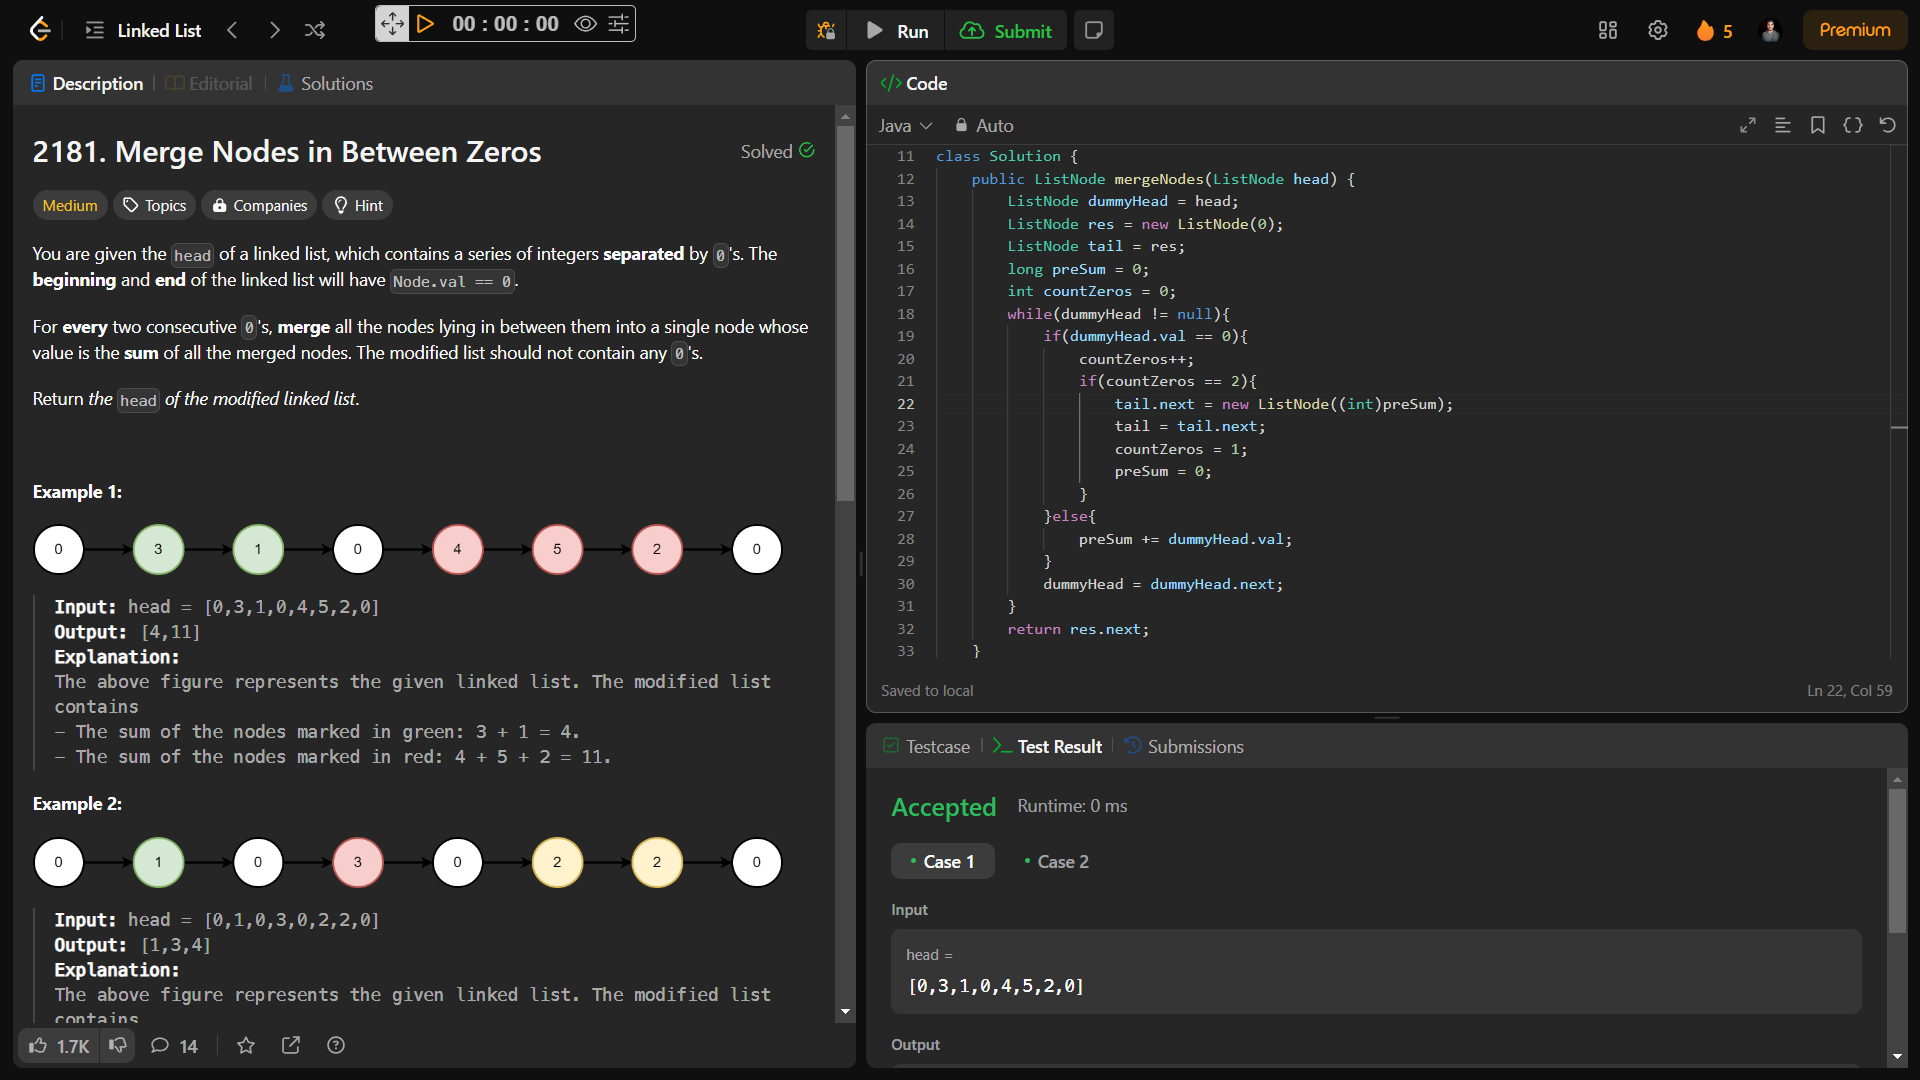 Linked List
00 : 00 : 00
Run
Submit
5
Premium
Description
Editorial
Solutions
2181. Merge Nodes in Between Zeros
Solved
Medium
Topics
Companies
Hint
You are given the head of a linked list, which contains a series of integers separated by 0's. The
beginning and end of the linked list will have Node.val == 0.
For every two consecutive 0's, merge all the nodes lying in between them into a single node whose
value is the sum of all the merged nodes. The modified list should not contain any 0's.
Return the head of the modified linked list.
Example 1:
0 3 1 0 4 5 2 0
Input: head = [0,3,1,0,4,5,2,0]
Output: [4,11]
Explanation:
The above figure represents the given linked list. The modified list
contains
– The sum of the nodes marked in green: 3 + 1 = 4.
– The sum of the nodes marked in red: 4 + 5 + 2 = 11.
Example 2:
0 1 0 3 0 2 2 0
Input: head = [0,1,0,3,0,2,2,0]
Output: [1,3,4]
Explanation:
The above figure represents the given linked list. The modified list
contains
1.7K
14
</> Code
Java
Auto
11 class Solution {
12 public ListNode mergeNodes(ListNode head) {
13 ListNode dummyHead = head;
14 ListNode res = new ListNode(0);
15 ListNode tail = res;
16 long preSum = 0;
17 int countZeros = 0;
18 while(dummyHead != null){
19 if(dummyHead.val == 0){
20 countZeros++;
21 if(countZeros == 2){
22 tail.next = new ListNode((int)preSum);
23 tail = tail.next;
24 countZeros = 1;
25 preSum = 0;
26 }
27 }else{
28 preSum += dummyHead.val;
29 }
30 dummyHead = dummyHead.next;
31 }
32 return res.next;
33 }
Saved to local
Ln 22, Col 59
Testcase
Test Result
Submissions
Accepted
Runtime: 0 ms
Case 1
Case 2
Input
head =
[0,3,1,0,4,5,2,0]
Output